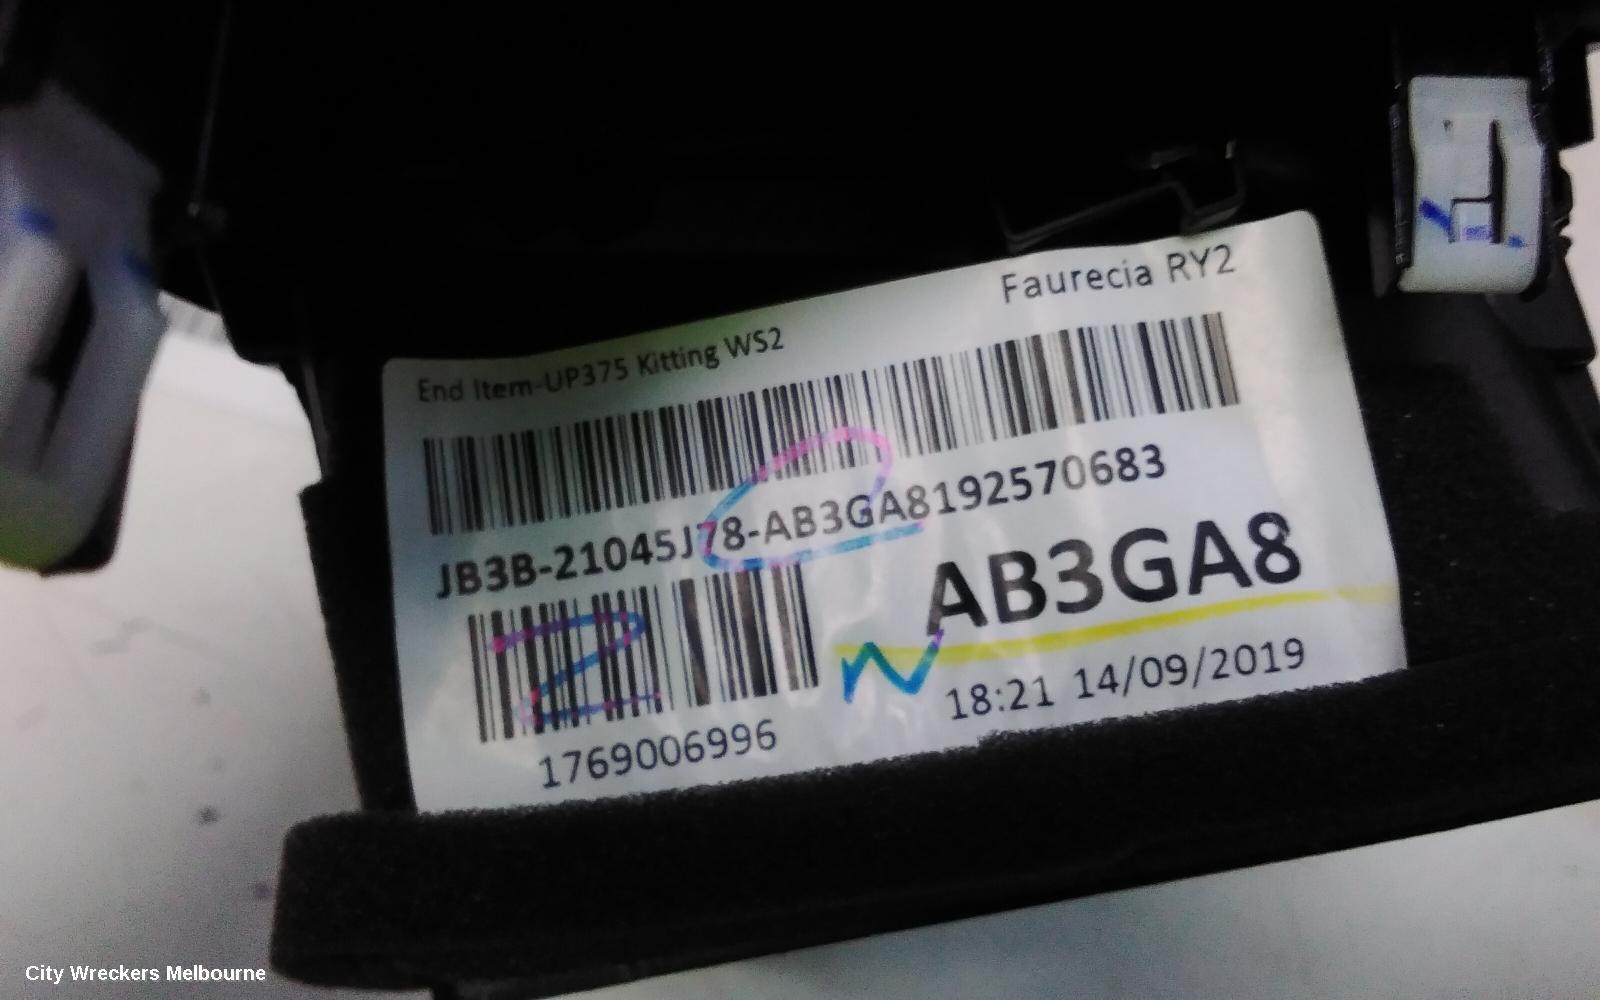 Faurecia RY2
End Item-UP375 Kitting WS2
JB3B-21045J78-AB3GA8192570683
AB3GA8
18:21 14/09/2019
1769006996
City Wreckers Melbourne